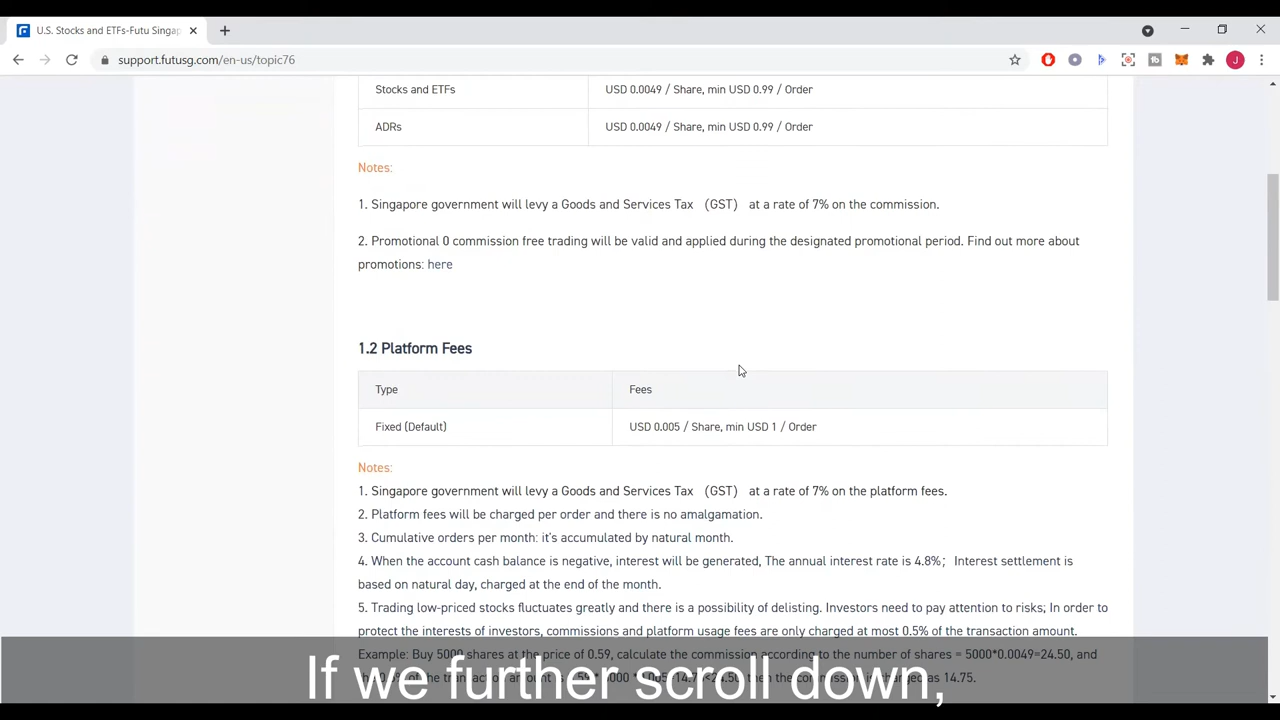 U.S. Stocks and ETFs-Futu Singap
support.futusg.com/en-us/topic76
Stocks and ETFs USD 0.0049 / Share, min USD 0.99 / Order
ADRs USD 0.0049 / Share, min USD 0.99 / Order
Notes:
1. Singapore government will levy a Goods and Services Tax (GST) at a rate of 7% on the commission.
2. Promotional 0 commission free trading will be valid and applied during the designated promotional period. Find out more about
promotions: here
1.2 Platform Fees
Type Fees
Fixed (Default) USD 0.005 / Share, min USD 1 / Order
Notes:
1. Singapore government will levy a Goods and Services Tax (GST) at a rate of 7% on the platform fees.
2. Platform fees will be charged per order and there is no amalgamation.
3. Cumulative orders per month: it's accumulated by natural month.
4. When the account cash balance is negative, interest will be generated, The annual interest rate is 4.8%; Interest settlement is
based on natural day, charged at the end of the month.
5. Trading low-priced stocks fluctuates greatly and there is a possibility of delisting. Investors need to pay attention to risks; In order to
protect the interests of investors, commissions and platform usage fees are only charged at most 0.5% of the transaction amount.
Example: Buy 5000 shares at the price of 0.59, calculate the commission according to the number of shares = 5000*0.0049=24.50, and
the commission is charged as 14.75.
If we further scroll down,